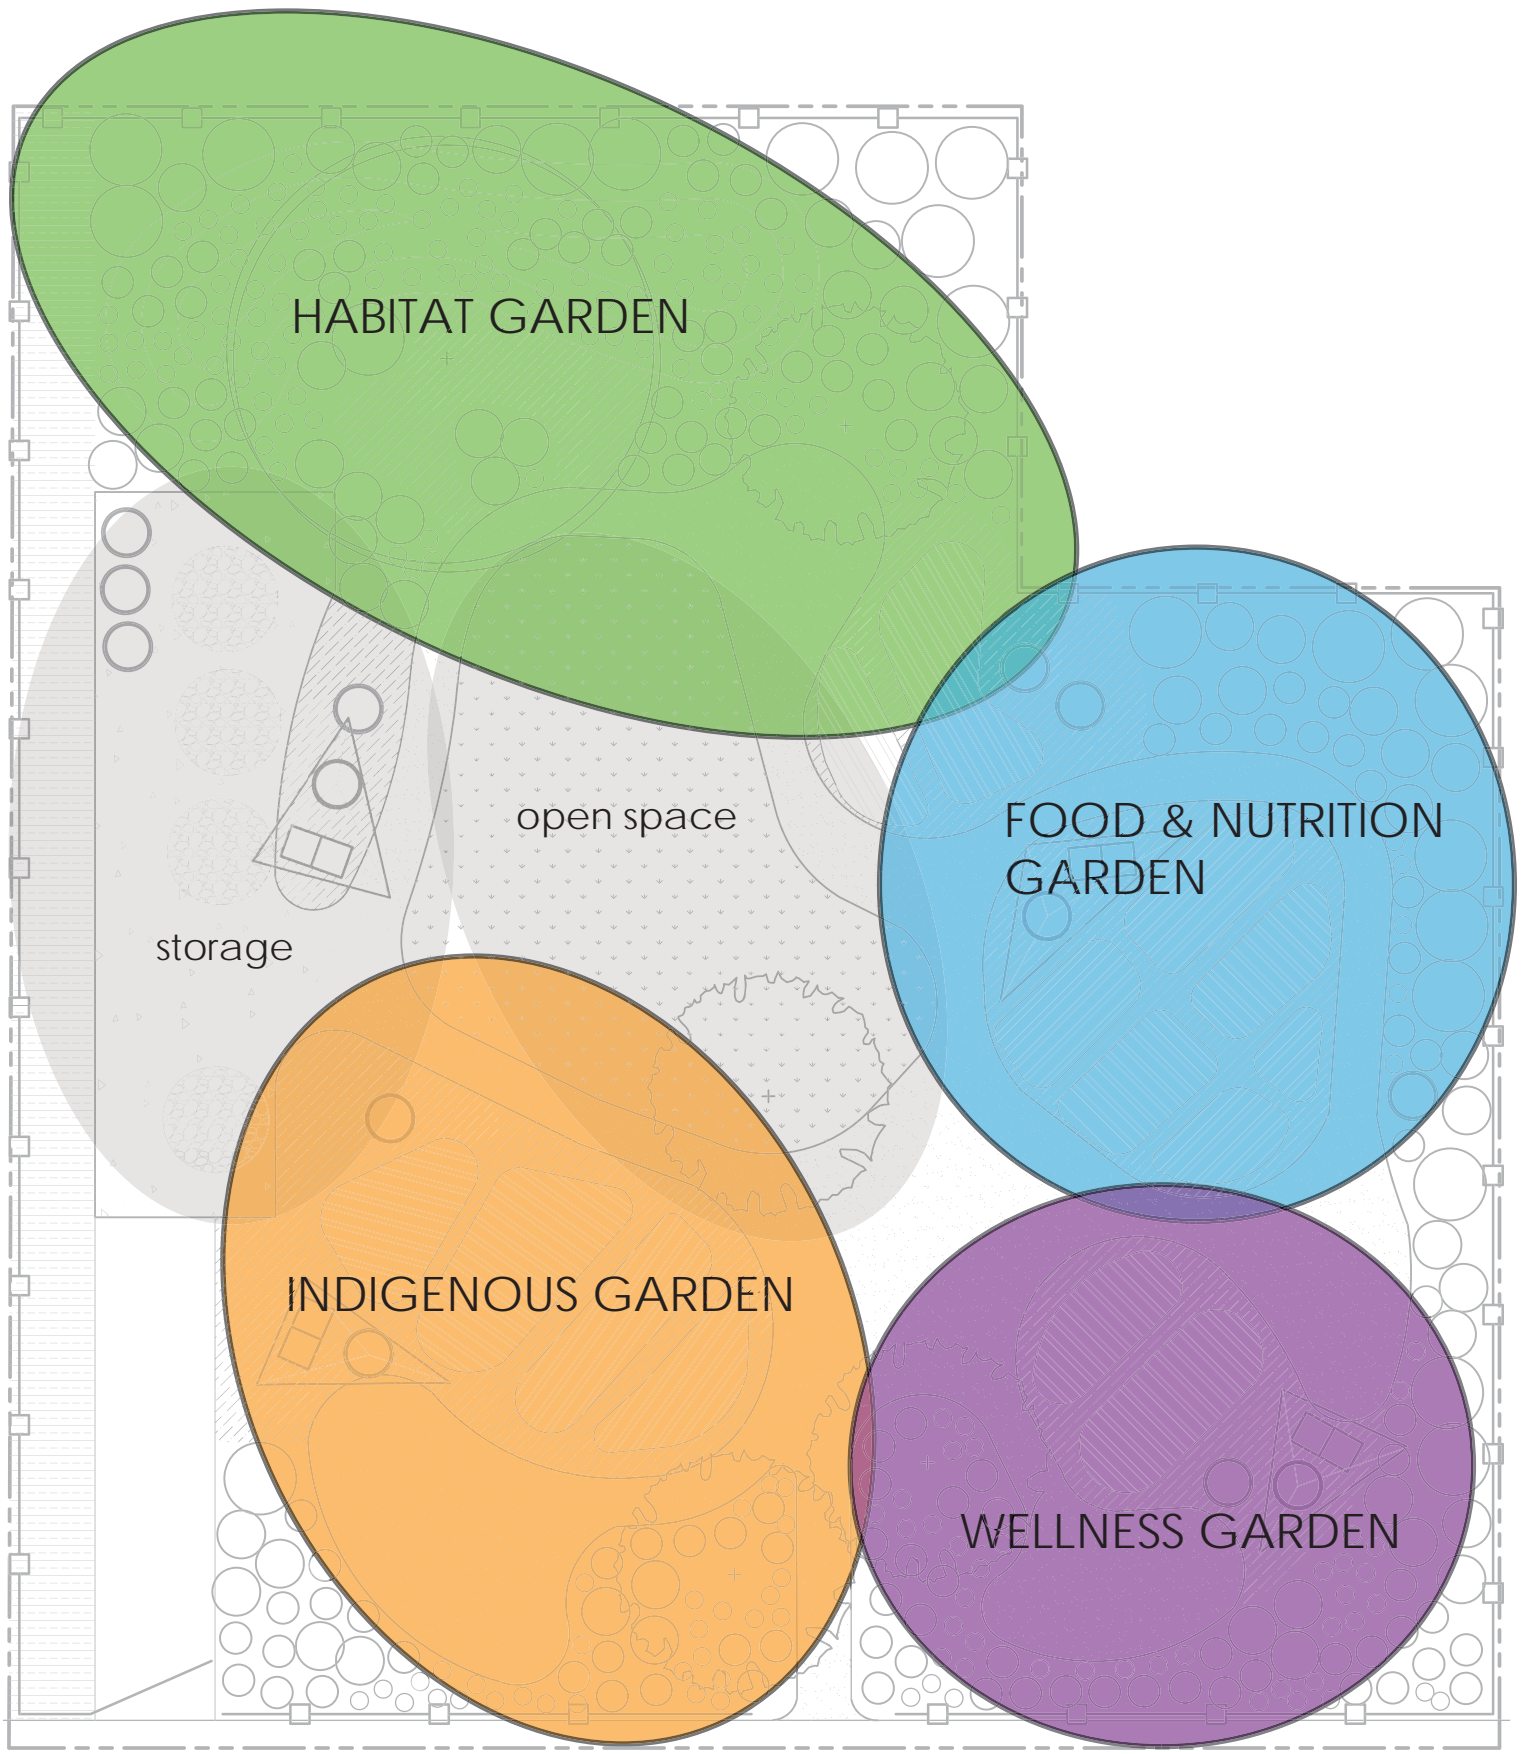 HABITAT GARDEN
open space
FOOD & NUTRITION
GARDEN
storage
INDIGENOUS GARDEN
WELLNESS GARDEN